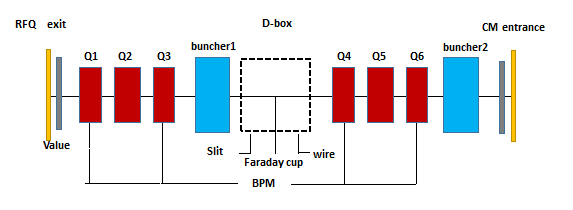 D-box
RFQ exit
CM entrance
Q1 Q2 Q3 buncher1 Q4 Q5 Q6 buncher2
Value
Slit
Faraday cup
wire
BPM